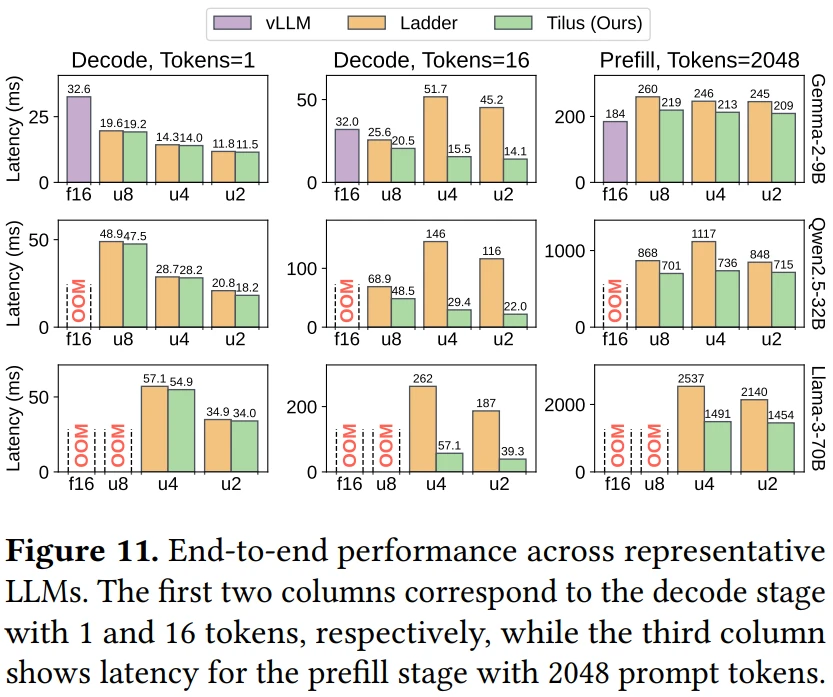 vLLM Ladder Tilus (Ours)
Decode, Tokens=1 Decode, Tokens=16 Prefill, Tokens=2048
Latency (ms)
25
0
32.6
19.6 19.2
14.3 14.0
11.8 11.5
f16 u8 u4 u2
50
0
32.0
25.6 20.5
51.7 15.5
45.2 14.1
f16 u8 u4 u2
200
0
184
260 219
246 213
245 209
f16 u8 u4 u2
Gemma-2-9B
Latency (ms)
50
0
OOM
48.9 47.5
28.7 28.2
20.8 18.2
f16 u8 u4 u2
100
0
OOM
68.9 48.5
146 29.4
116 22.0
f16 u8 u4 u2
1000
0
OOM
868 701
1117 736
848 715
f16 u8 u4 u2
Qwen2.5-32B
Latency (ms)
50
0
OOM OOM
57.1 54.9
34.9 34.0
f16 u8 u4 u2
200
0
OOM OOM
262 57.1
187 39.3
f16 u8 u4 u2
2000
0
OOM OOM
2537 1491
2140 1454
f16 u8 u4 u2
Llama-3-70B
Figure 11. End-to-end performance across representative
LLMs. The first two columns correspond to the decode stage
with 1 and 16 tokens, respectively, while the third column
shows latency for the prefill stage with 2048 prompt tokens.